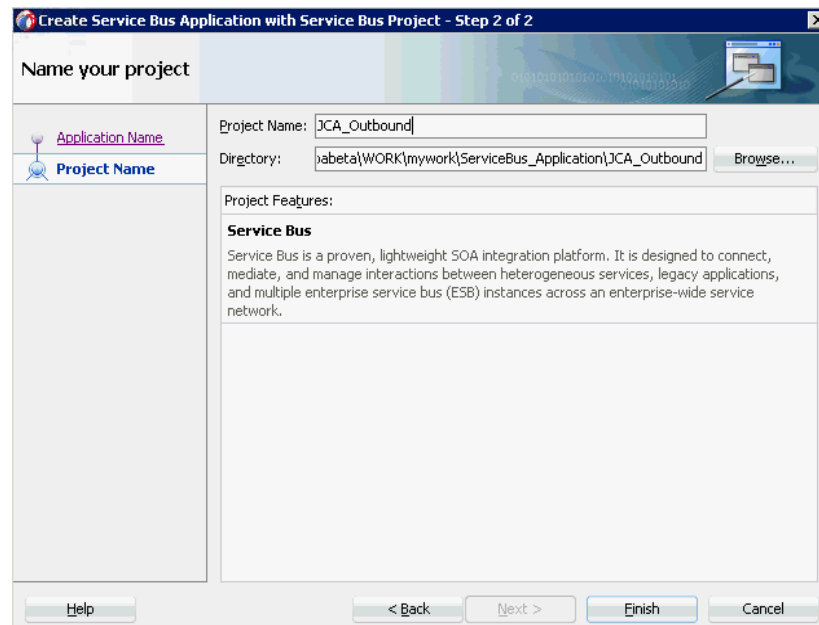 Create Service Bus Application with Service Bus Project - Step 2 of 2
Name your project
Application Name
Project Name
Project Name: JCA_Outbound
Directory: abeta\WORK\mywork\ServiceBus_Application\JCA_Outbound Browse...
Project Features:
Service Bus
Service Bus is a proven, lightweight SOA integration platform. It is designed to connect,
mediate, and manage interactions between heterogeneous services, legacy applications,
and multiple enterprise service bus (ESB) instances across an enterprise-wide service
network.
Help < Back Next > Finish Cancel